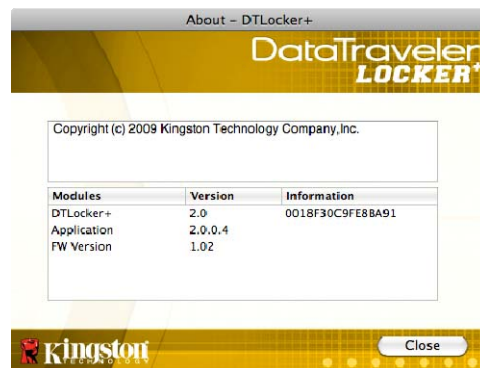 About – DTLocker+
DataTraveler
LOCKER+
Copyright (c) 2009 Kingston Technology Company,Inc.
Modules Version Information
DTLocker+ 2.0 0018F30C9FE8BA91
Application 2.0.0.4
FW Version 1.02
Kingston
TECHNOLOGY
Close